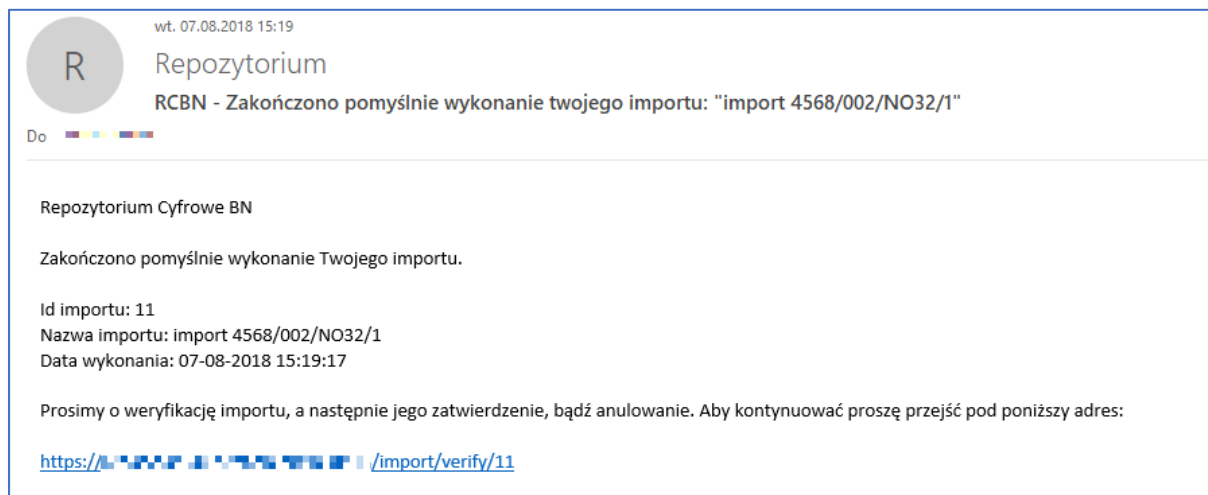 wt. 07.08.2018 15:19
R
Repozytorium
RCBN - Zakończono pomyślnie wykonanie twojego importu: "import 4568/002/NO32/1"
Do
Repozytorium Cyfrowe BN
Zakończono pomyślnie wykonanie Twojego importu.
Id importu: 11
Nazwa importu: import 4568/002/NO32/1
Data wykonania: 07-08-2018 15:19:17
Prosimy o weryfikację importu, a następnie jego zatwierdzenie, bądź anulowanie. Aby kontynuować proszę przejść pod poniższy adres:
https:// /import/verify/11